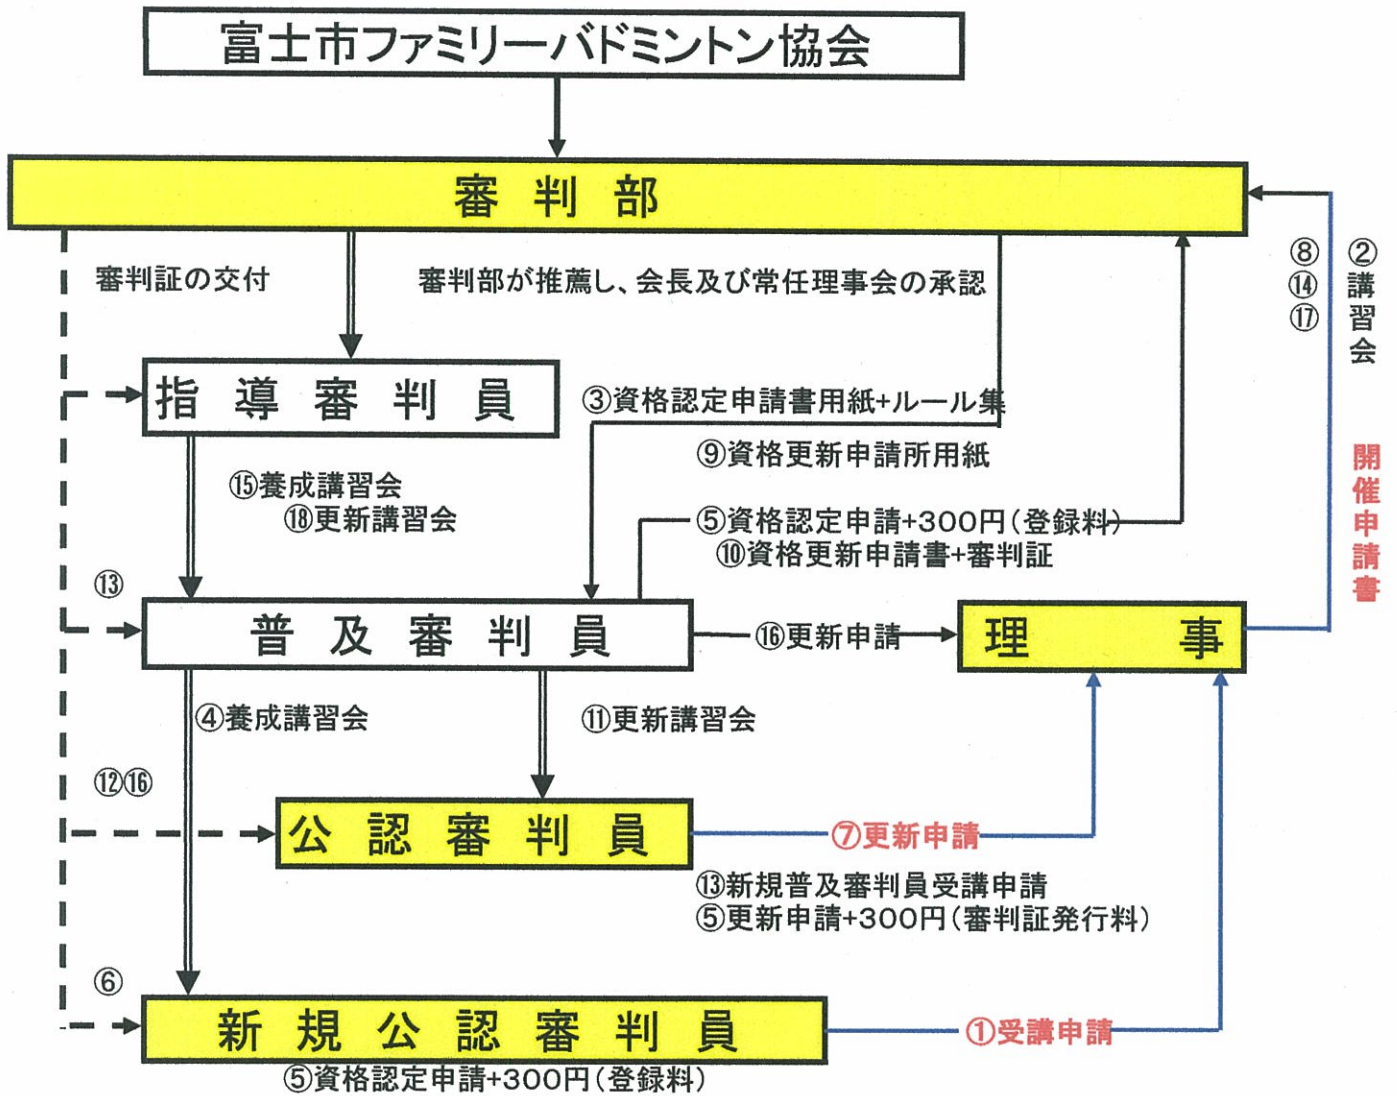 富士市ファミリーバドミントン協会
審判部
審判証の交付
審判部が推薦し、会長及び常任理事会の承認
⑧
⑭
⑰
②講習会 開催申請書
指導審判員
③資格認定申請書用紙+ルール集
⑨資格更新申請所用紙
⑮養成講習会
⑱更新講習会
⑤資格認定申請+300円(登録料)
⑩資格更新申請書+審判証
⑬
普及審判員
⑯更新申請
理事
④養成講習会
⑪更新講習会
⑫⑯
公認審判員
⑦更新申請
⑬新規普及審判員受講申請
⑤更新申請+300円(審判証発行料)
⑥
新規公認審判員
①受講申請
⑤資格認定申請+300円(登録料)